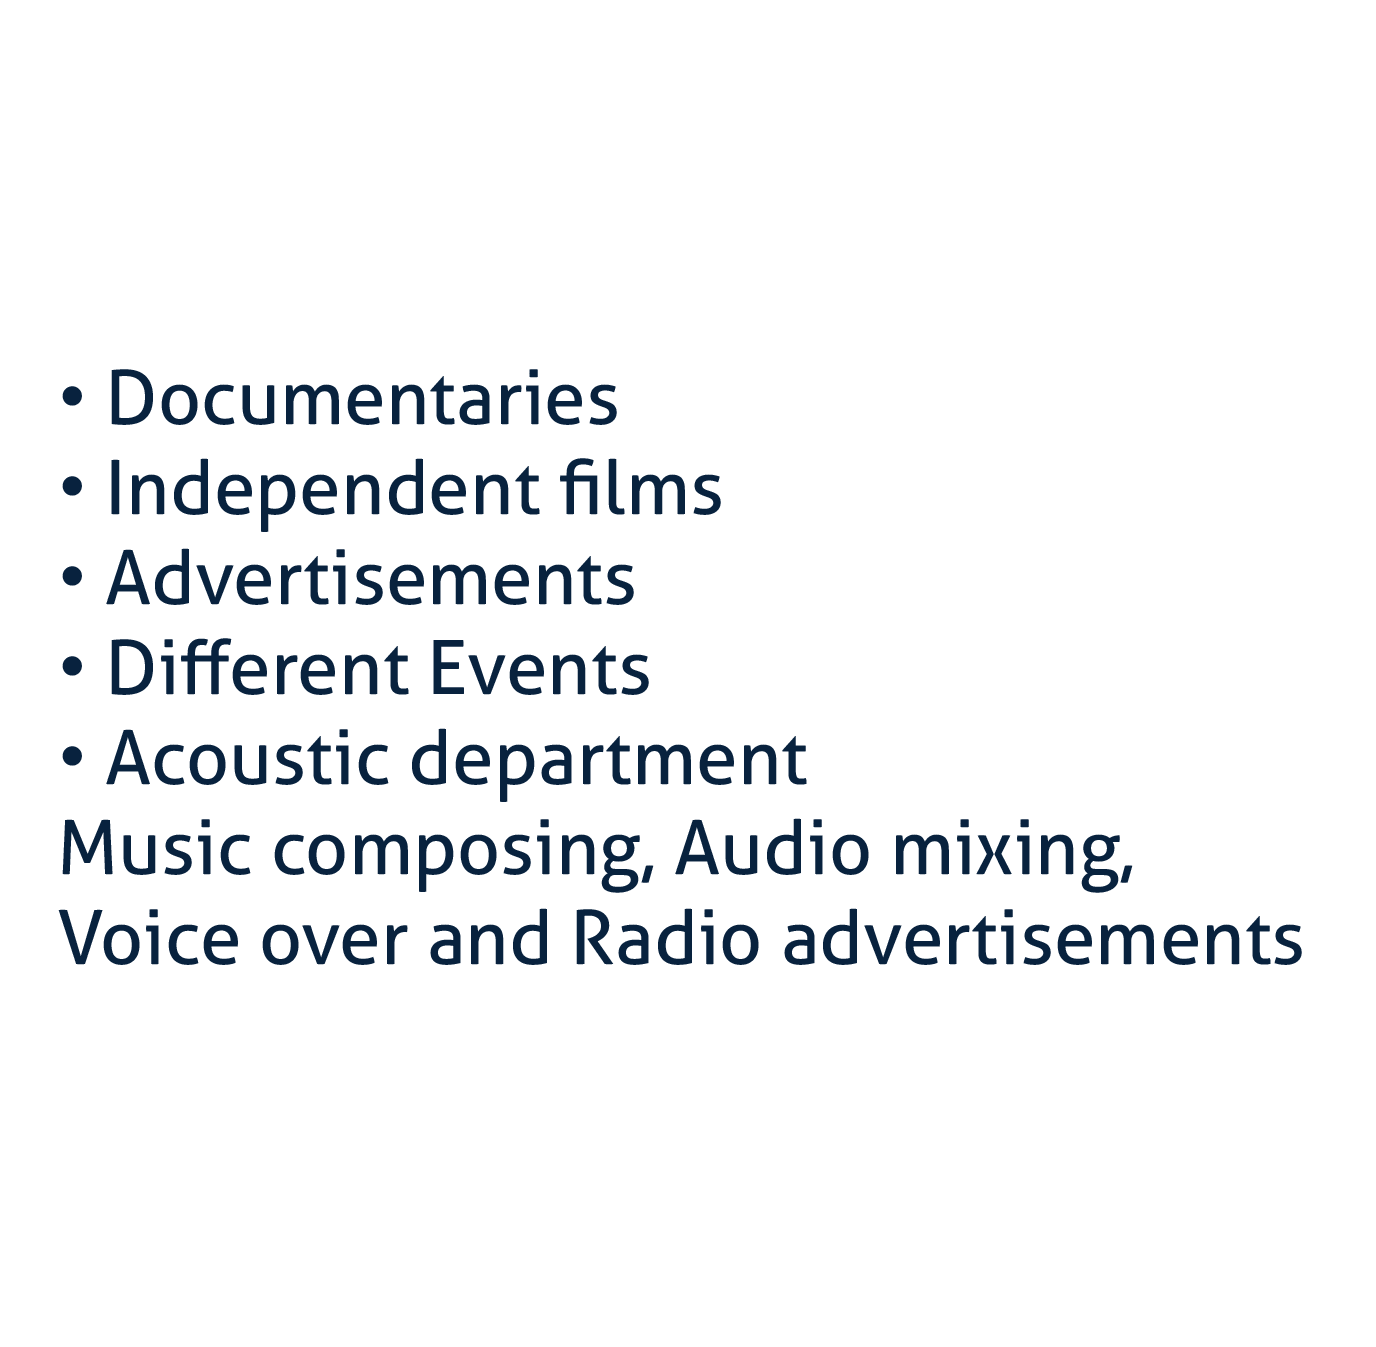 • Documentaries
• Independent films
• Advertisements
• Different Events
• Acoustic department
Music composing, Audio mixing,
Voice over and Radio advertisements